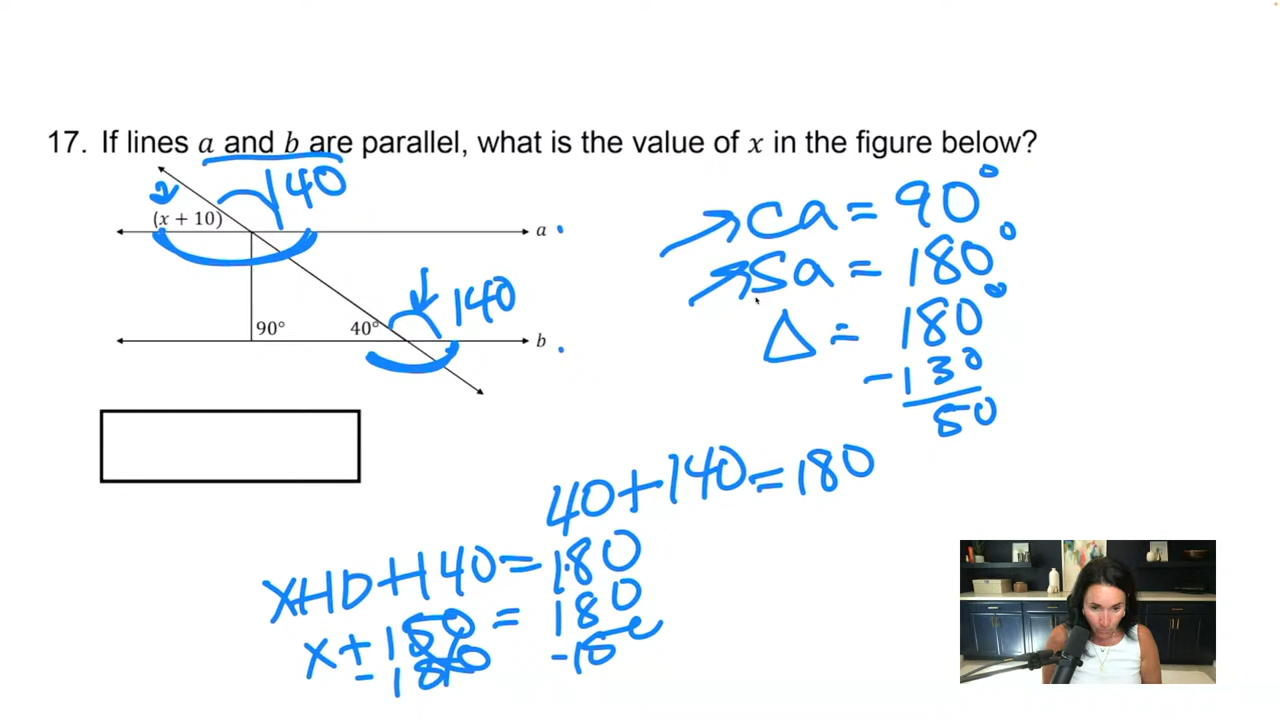 17. If lines a and b are parallel, what is the value of x in the figure below?
140
(x + 10)
a
90°
40°
140
b
Ca = 90°
Sa = 180°
△ = 180°
-130
50
40+140=180
x+10+140=180
x+150 = 180